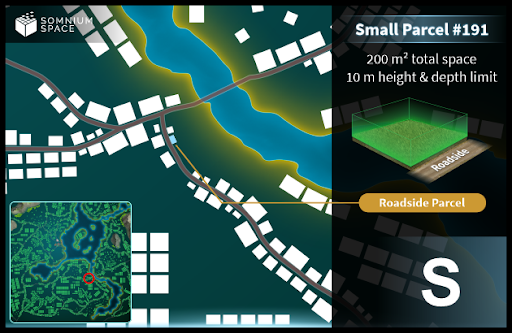 SOMNIUM
SPACE
Small Parcel #191
200 m² total space
10 m height & depth limit
Roadside
Roadside Parcel
S